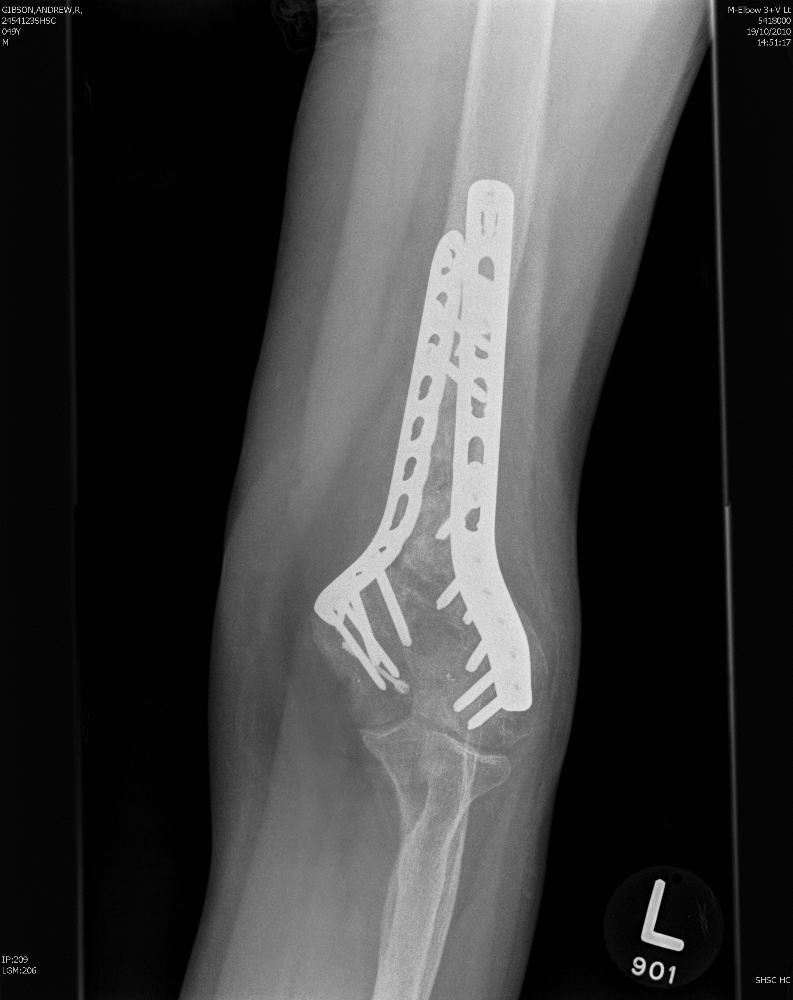 GIBSON,ANDREW,R,
2454123SHSC
049Y
M
M-Elbow 3+V Lt
5418000
19/10/2010
14:51:17
L
901
IP:209
LGM:206
SHSC HC